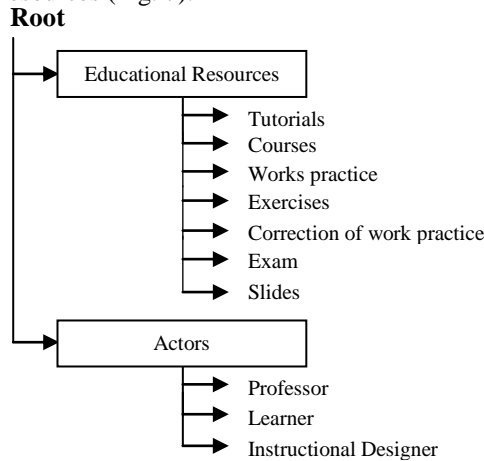 Root
Educational Resources
Tutorials
Courses
Works practice
Exercises
Correction of work practice
Exam
Slides
Actors
Professor
Learner
Instructional Designer